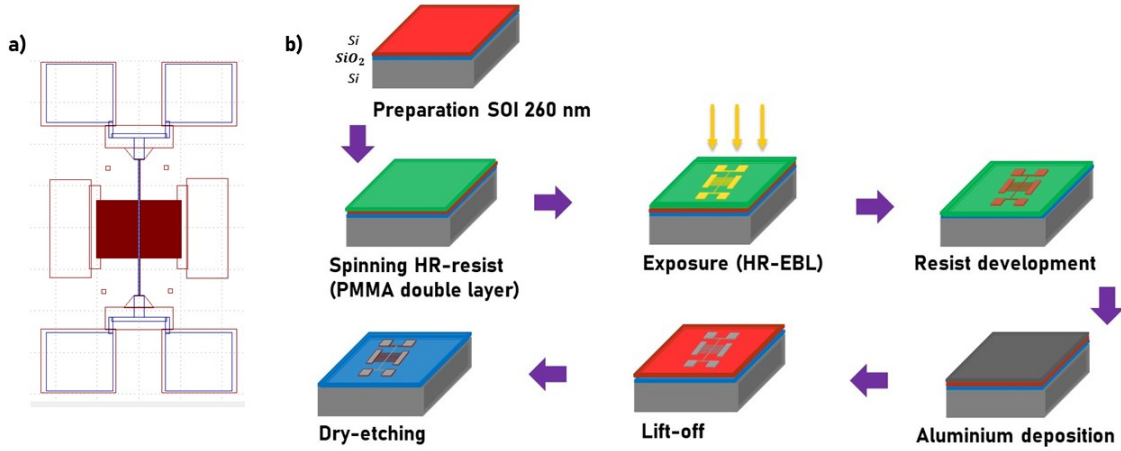 a)
b)
Si
SiO₂
Si
Preparation SOI 260 nm
Spinning HR-resist
(PMMA double layer)
Exposure (HR-EBL)
Resist development
Dry-etching
Lift-off
Aluminium deposition